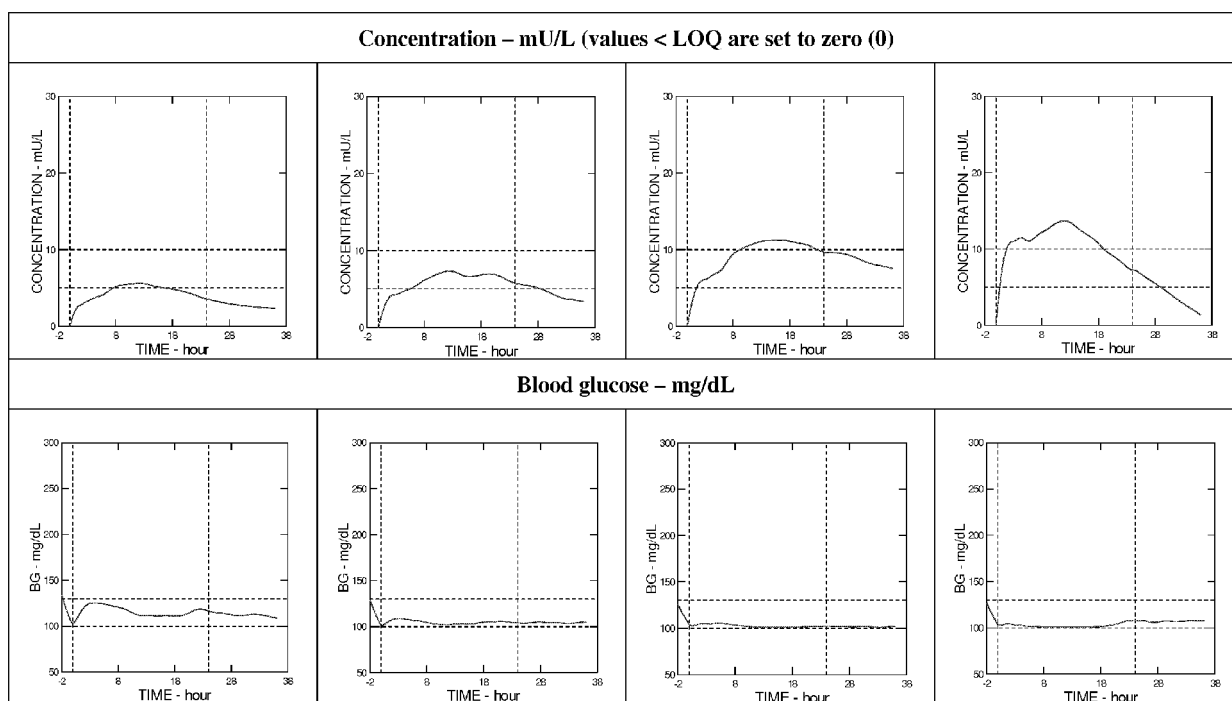 Concentration – mU/L (values < LOQ are set to zero (0)
CONCENTRATION - mU/L
30
20
10
0
-2 8 18 28 38
TIME - hour
CONCENTRATION - mU/L
30
20
10
0
-2 8 18 28 38
TIME - hour
CONCENTRATION - mU/L
30
20
10
0
-2 8 18 28 38
TIME - hour
CONCENTRATION - mU/L
30
20
10
0
-2 8 18 28 38
TIME - hour
Blood glucose – mg/dL
BG - mg/dL
300
250
200
150
100
50
-2 8 18 28 38
TIME - hour
BG - mg/dL
300
250
200
150
100
50
-2 8 18 28 38
TIME - hour
BG - mg/dL
300
250
200
150
100
50
-2 8 18 28 38
TIME - hour
BG - mg/dL
300
250
200
150
100
50
-2 8 18 28 38
TIME - hour